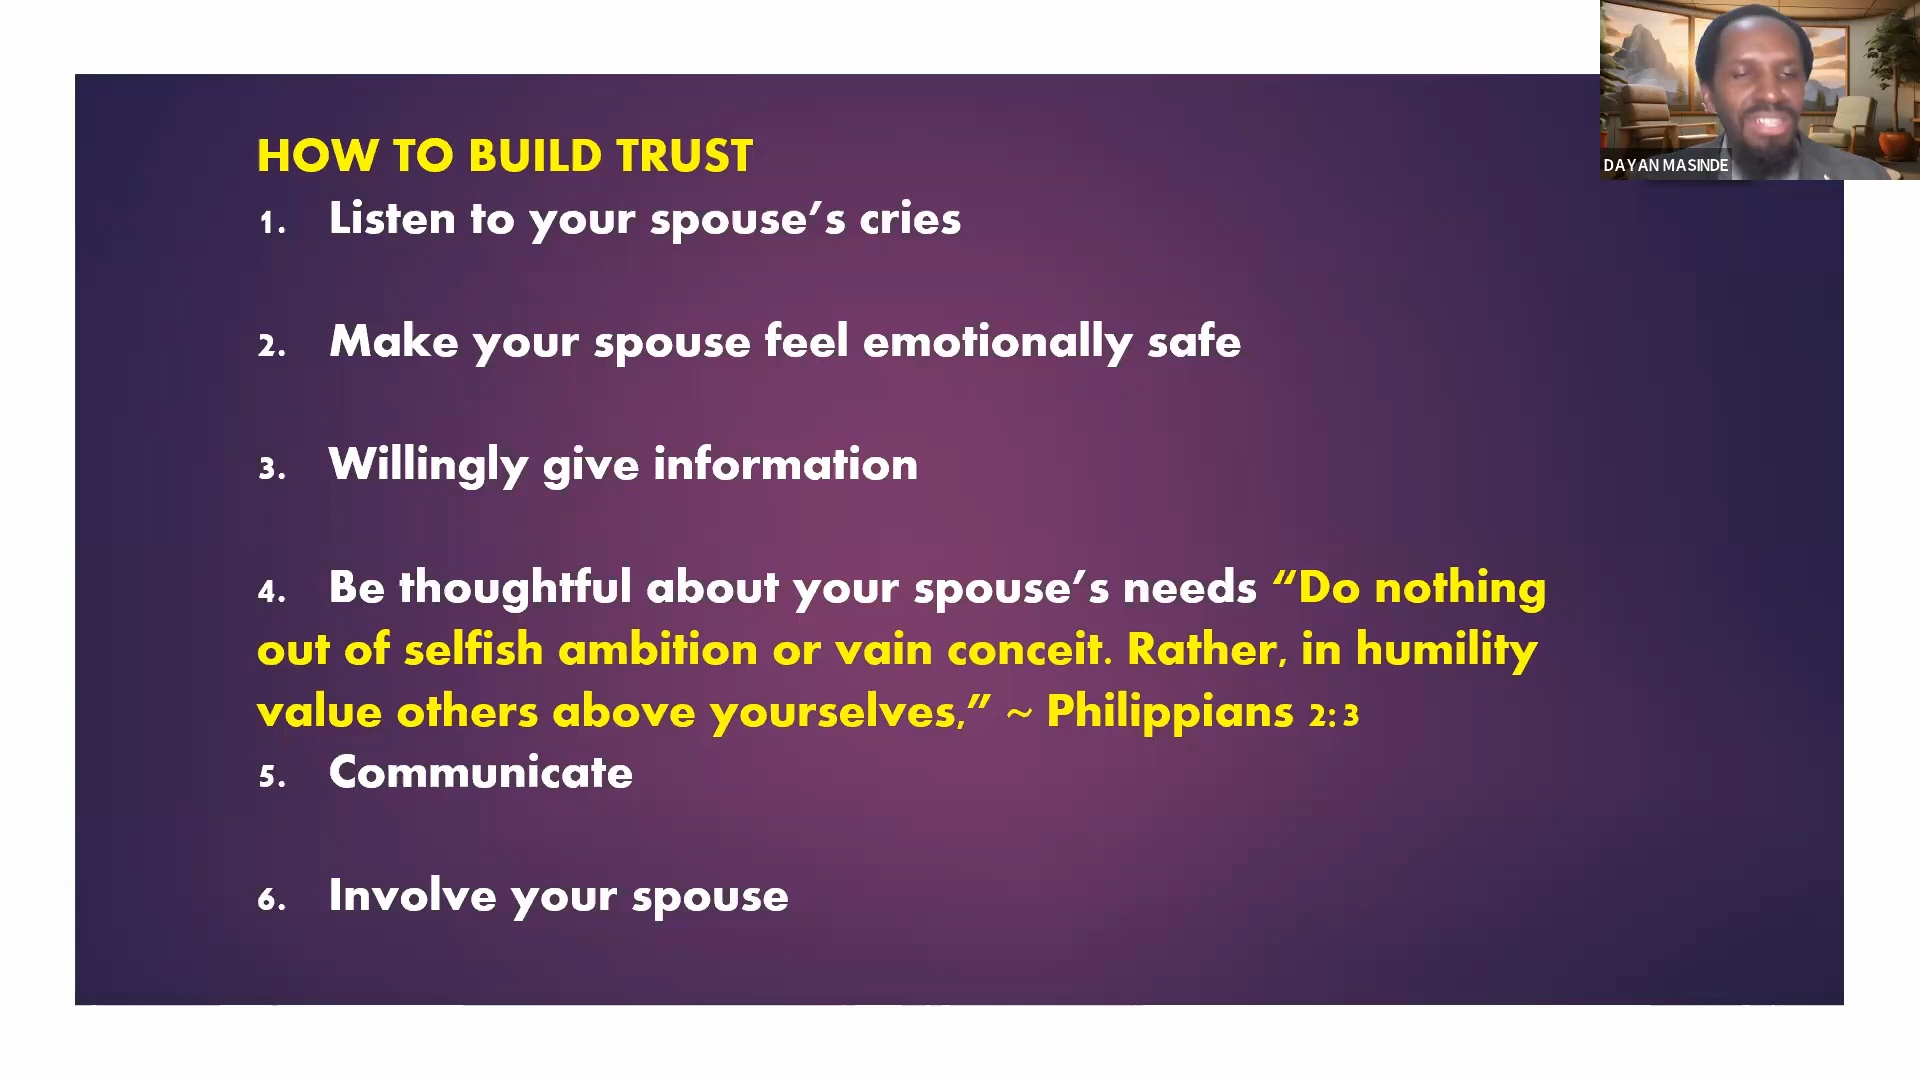 HOW TO BUILD TRUST
1. Listen to your spouse’s cries
2. Make your spouse feel emotionally safe
3. Willingly give information
4. Be thoughtful about your spouse’s needs “Do nothing
out of selfish ambition or vain conceit. Rather, in humility
value others above yourselves,” ~ Philippians 2:3
5. Communicate
6. Involve your spouse
DAYAN MASINDE